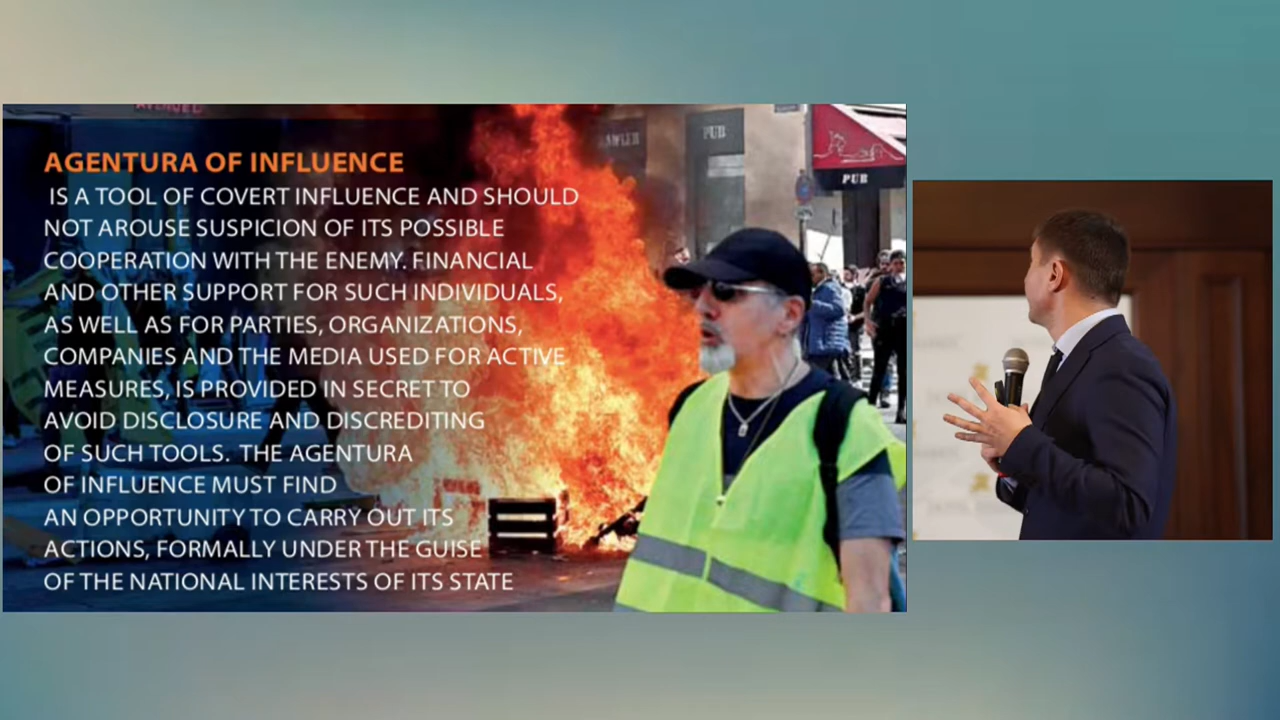 AGENTURA OF INFLUENCE
IS A TOOL OF COVERT INFLUENCE AND SHOULD
NOT AROUSE SUSPICION OF ITS POSSIBLE
COOPERATION WITH THE ENEMY. FINANCIAL
AND OTHER SUPPORT FOR SUCH INDIVIDUALS,
AS WELL AS FOR PARTIES, ORGANIZATIONS,
COMPANIES AND THE MEDIA USED FOR ACTIVE
MEASURES, IS PROVIDED IN SECRET TO
AVOID DISCLOSURE AND DISCREDITING
OF SUCH TOOLS. THE AGENTURA
OF INFLUENCE MUST FIND
AN OPPORTUNITY TO CARRY OUT ITS
ACTIONS, FORMALLY UNDER THE GUISE
OF THE NATIONAL INTERESTS OF ITS STATE
PUB
PUB